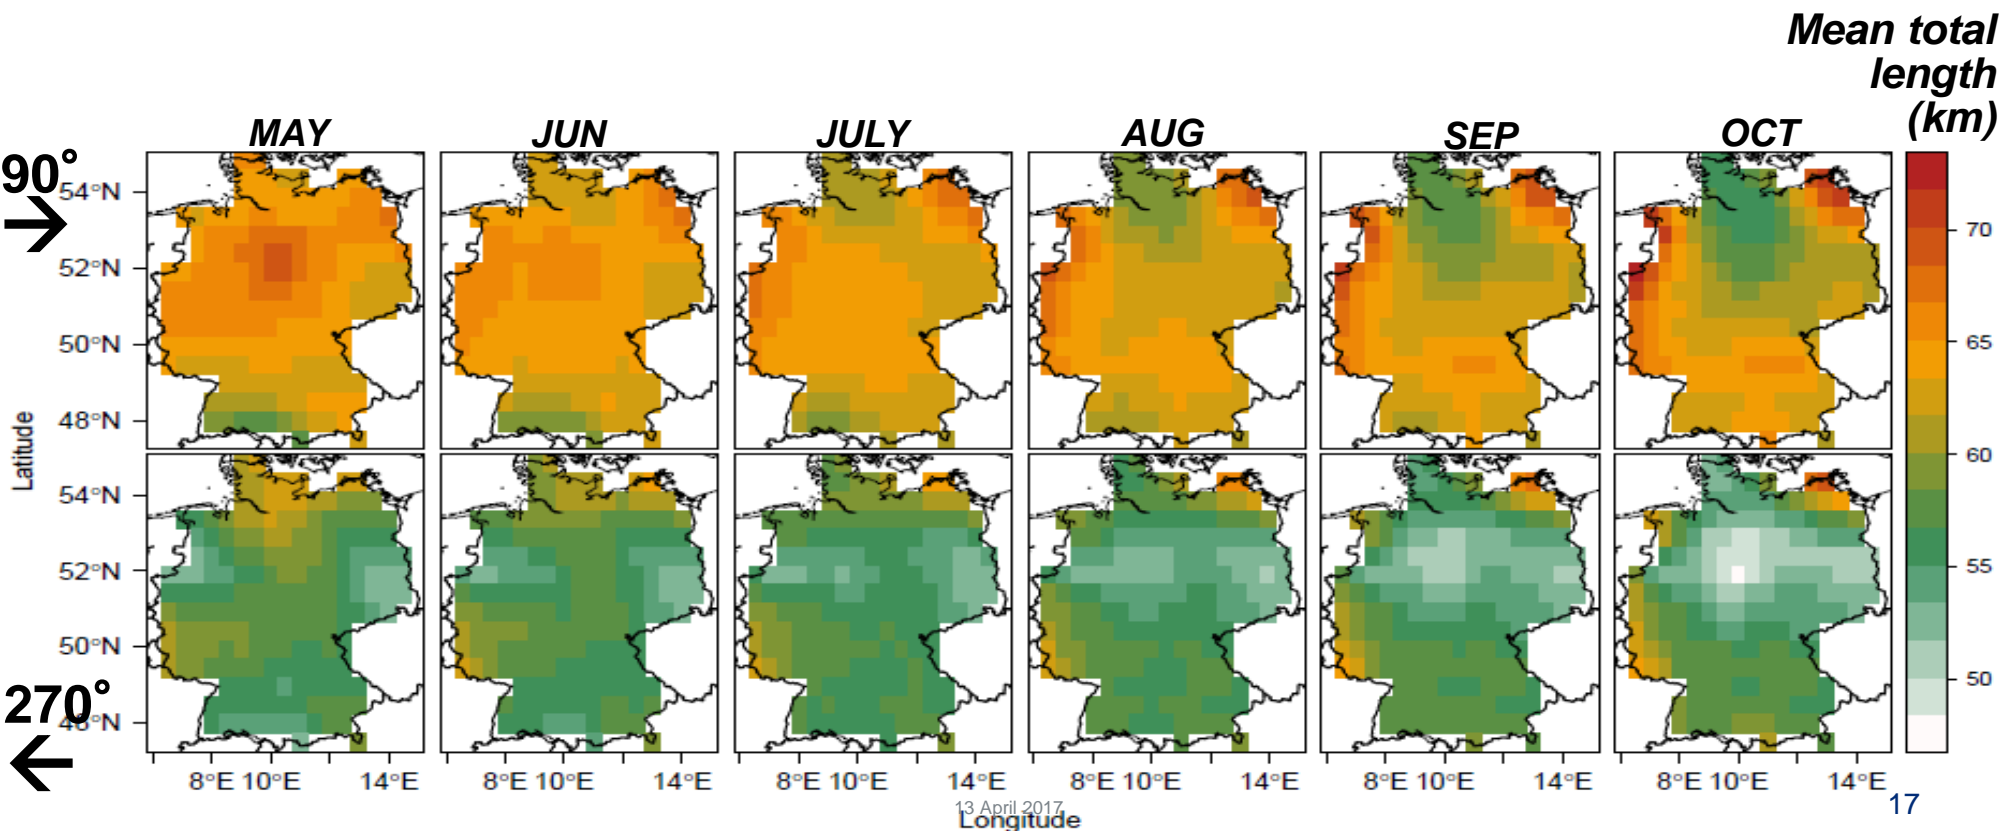 Mean total
length
(km)
MAY JUN JULY AUG SEP OCT
90°
→
54°N
52°N
50°N
48°N
70
65
60
55
50
Latitude
54°N
52°N
50°N
48°N
270°
←
8°E 10°E 14°E 8°E 10°E 14°E 8°E 10°E 14°E 8°E 10°E 14°E 8°E 10°E 14°E 8°E 10°E 14°E
13 April 2017
17
Longitude